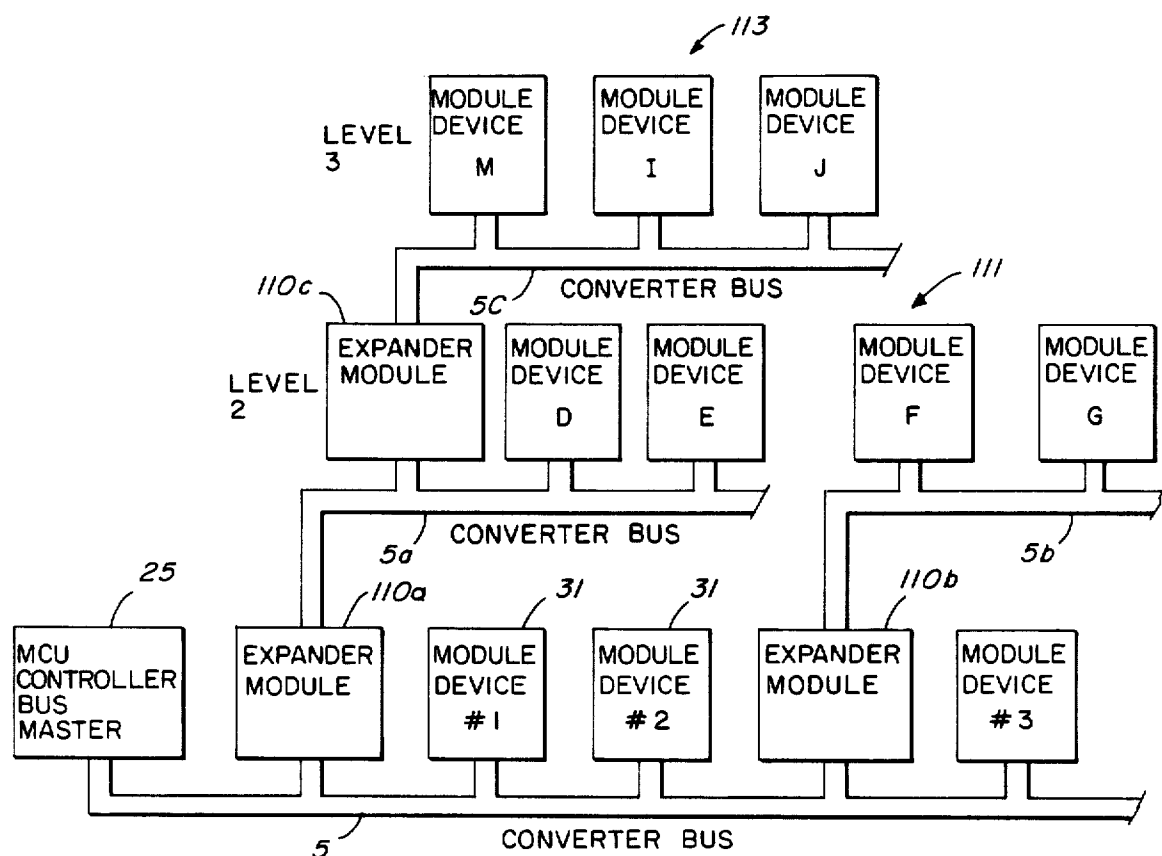 113
MODULE
DEVICE
M
MODULE
DEVICE
I
MODULE
DEVICE
J
LEVEL
3
110c
5C
CONVERTER BUS
111
EXPANDER
MODULE
MODULE
DEVICE
D
MODULE
DEVICE
E
MODULE
DEVICE
F
MODULE
DEVICE
G
LEVEL
2
5a
CONVERTER BUS
5b
25
110a
31
31
110b
MCU
CONTROLLER
BUS
MASTER
EXPANDER
MODULE
MODULE
DEVICE
#1
MODULE
DEVICE
#2
EXPANDER
MODULE
MODULE
DEVICE
#3
5
CONVERTER BUS